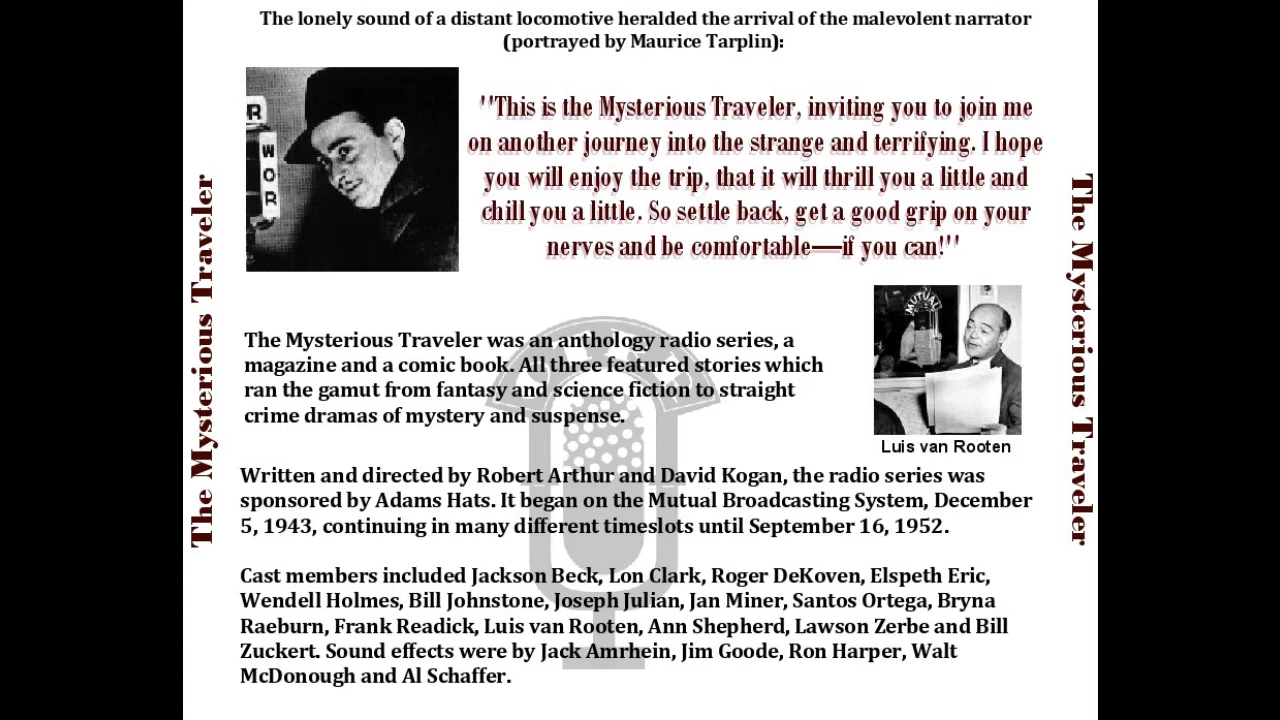 The lonely sound of a distant locomotive heralded the arrival of the malevolent narrator
(portrayed by Maurice Tarplin):
R
W
O
R
"This is the Mysterious Traveler, inviting you to join me
on another journey into the strange and terrifying. I hope
you will enjoy the trip, that it will thrill you a little and
chill you a little. So settle back, get a good grip on your
nerves and be comfortable—if you can!"
The Mysterious Traveler
The Mysterious Traveler
MUTUAL
Luis van Rooten
The Mysterious Traveler was an anthology radio series, a
magazine and a comic book. All three featured stories which
ran the gamut from fantasy and science fiction to straight
crime dramas of mystery and suspense.
Written and directed by Robert Arthur and David Kogan, the radio series was
sponsored by Adams Hats. It began on the Mutual Broadcasting System, December
5, 1943, continuing in many different timeslots until September 16, 1952.
Cast members included Jackson Beck, Lon Clark, Roger DeKoven, Elspeth Eric,
Wendell Holmes, Bill Johnstone, Joseph Julian, Jan Miner, Santos Ortega, Bryna
Raeburn, Frank Readick, Luis van Rooten, Ann Shepherd, Lawson Zerbe and Bill
Zuckert. Sound effects were by Jack Amrhein, Jim Goode, Ron Harper, Walt
McDonough and Al Schaffer.